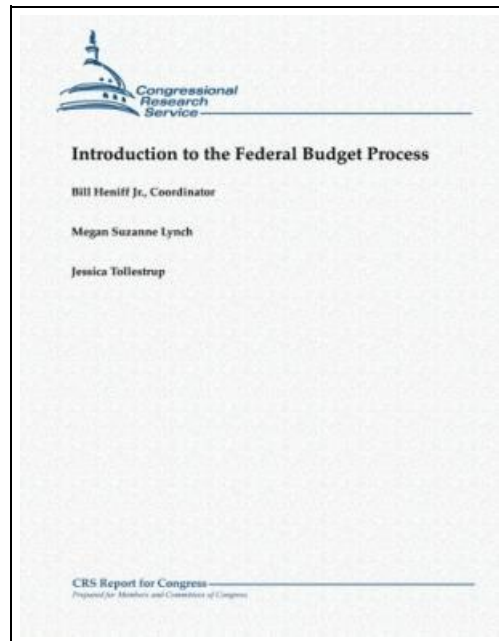 Congressional
Research
Service
Introduction to the Federal Budget Process
Bill Heniff Jr., Coordinator
Megan Suzanne Lynch
Jessica Tollestrup
CRS Report for Congress
Prepared for Members and Committees of Congress